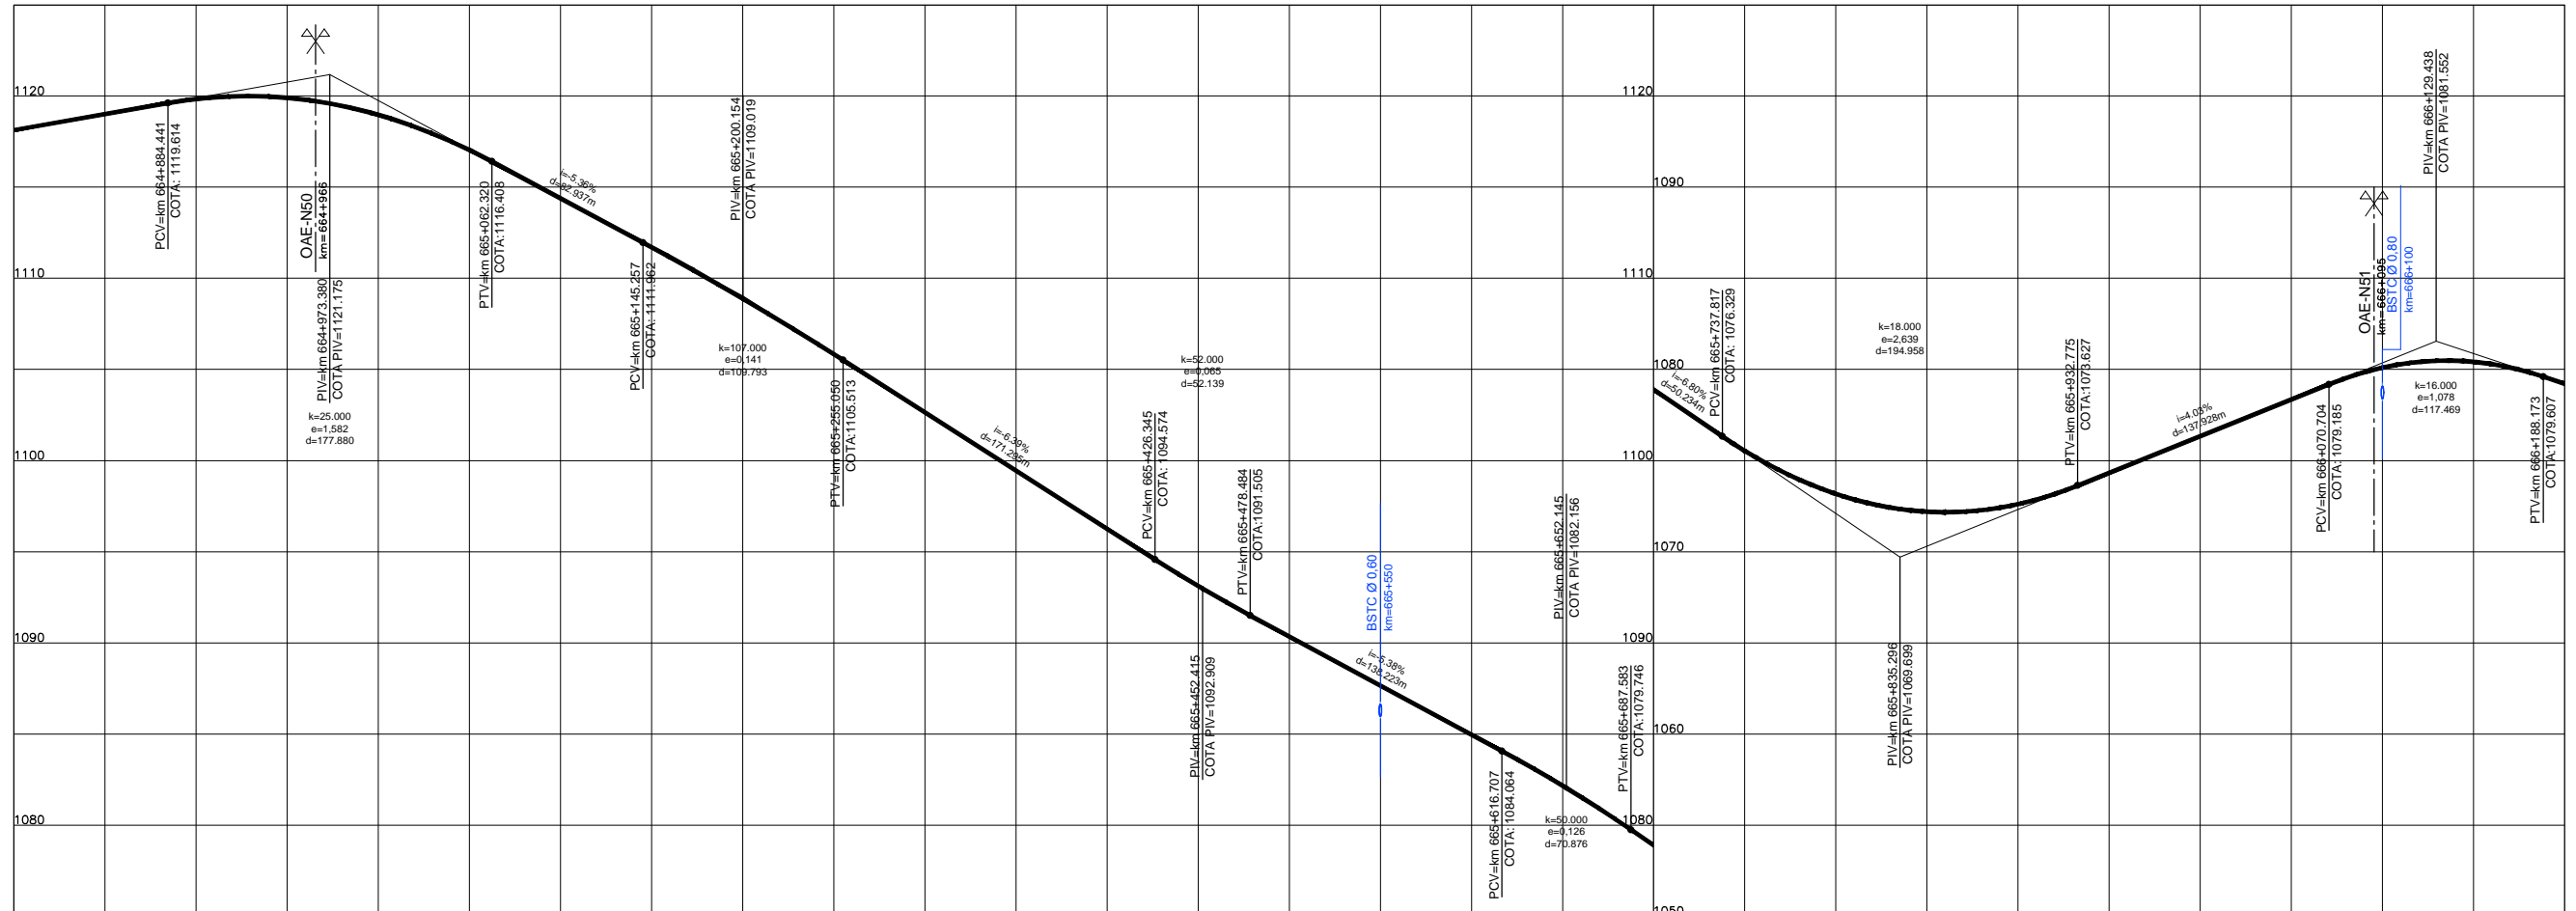 1120
1110
1100
1090
1080
PCV=km 664+884.441
COTA: 1119.614
OAE-N50
km=664+966
PIV=km 664+973.380
COTA PIV=1121.175
k=25.000
e=1,582
d=177.880
PTV=km 665+062.320
COTA:1116.408
i=-5.36%
d=82.937m
PCV=km 665+145.257
COTA: 1111.962
PIV=km 665+200.154
COTA PIV=1109.019
k=107.000
e=0,141
d=109.793
PTV=km 665+255.050
COTA:1105.513
i=-6.39%
d=171.295m
PCV=km 665+426.345
COTA: 1094.574
k=52.000
e=0,065
d=52.139
PIV=km 665+452.415
COTA PIV=1092.909
PTV=km 665+478.484
COTA:1091.505
BSTC Ø 0,60
km=665+550
i=-5.38%
d=138.223m
PCV=km 665+616.707
COTA: 1084.064
PIV=km 665+652.145
COTA PIV=1082.156
k=50.000
e=0,126
d=70.876
PTV=km 665+687.583
COTA:1079.746
1120
1090
1110
1080
1100
1070
1090
1060
1080
1050
i=-6.80%
d=50.234m
PCV=km 665+737.817
COTA: 1076.329
k=18.000
e=2,639
d=194.958
PIV=km 665+835.296
COTA PIV=1069.699
PTV=km 665+932.775
COTA:1073.627
i=4.03%
d=137.928m
PCV=km 666+070.704
COTA: 1079.185
OAE-N51
km=666+095
BSTC Ø 0,80
km=666+100
PIV=km 666+129.438
COTA PIV=1081.552
k=16.000
e=1,078
d=117.469
PTV=km 666+188.173
COTA:1079.607